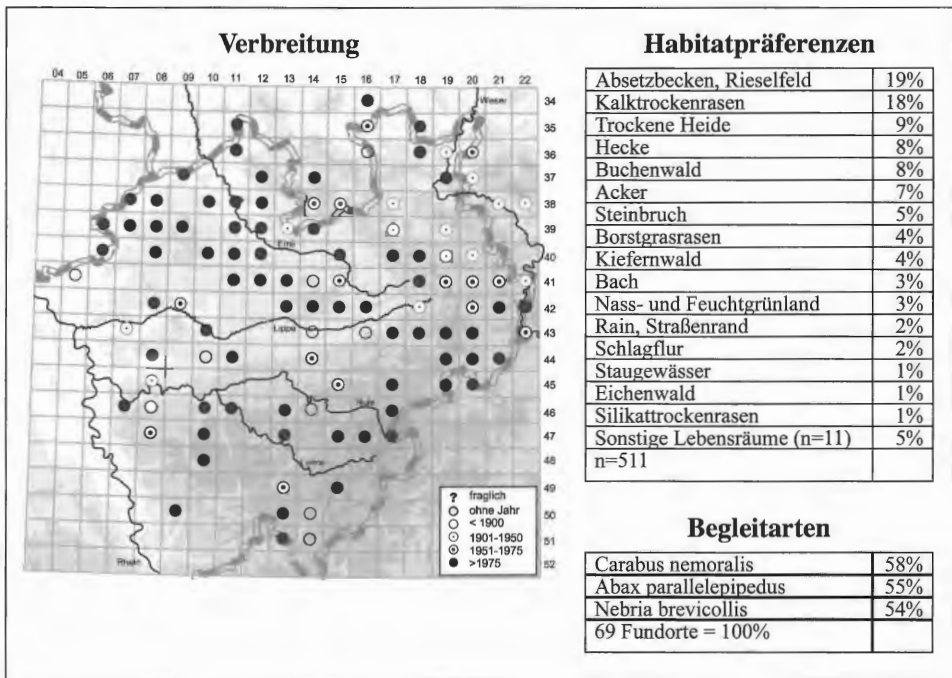 Verbreitung
04 05 06 07 08 09 10 11 12 13 14 15 16 17 18 19 20 21 22
34
35
36
37
38
39
40
41
42
43
44
45
46
47
48
49
50
51
52
Weser
Ems
Lippe
Ruhr
Rhein
? fraglich
ohne Jahr
< 1900
1901-1950
1951-1975
>1975
Habitatpräferenzen
Absetzbecken, Rieselfeld 19%
Kalktrockenrasen 18%
Trockene Heide 9%
Hecke 8%
Buchenwald 8%
Acker 7%
Steinbruch 5%
Borstgrasrasen 4%
Kiefernwald 4%
Bach 3%
Nass- und Feuchtgrünland 3%
Rain, Straßenrand 2%
Schlagflur 2%
Staugewässer 1%
Eichenwald 1%
Silikattrockenrasen 1%
Sonstige Lebensräume (n=11) 5%
n=511
Begleitarten
Carabus nemoralis 58%
Abax parallelepipedus 55%
Nebria brevicollis 54%
69 Fundorte = 100%